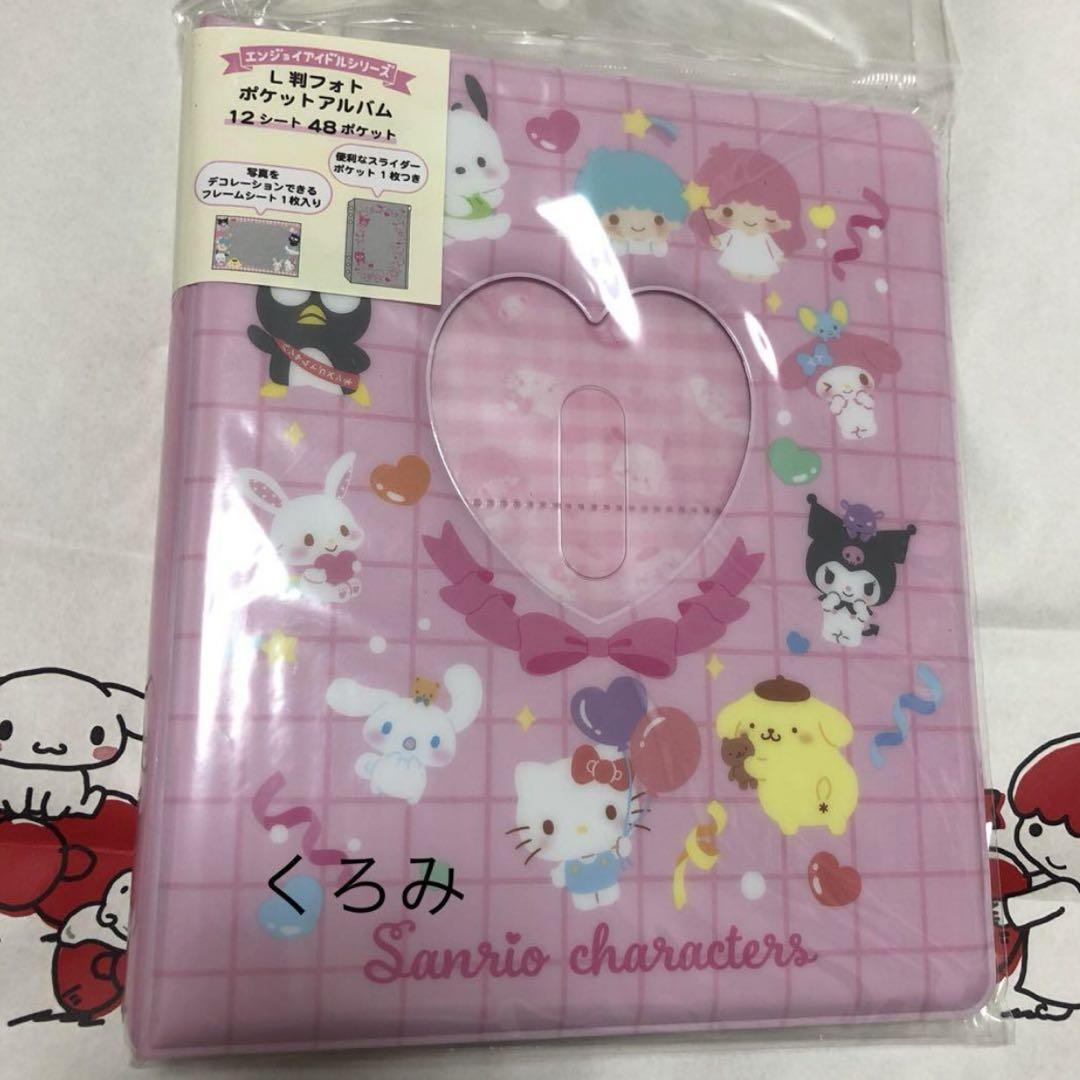 エンジョイアイドルシリーズ
L判フォト
ポケットアルバム
12シート 48ポケット
写真を
デコレーションできる
フレームシート1枚入り
便利なスライダー
ポケット1枚つき
くろみ
Sanrio characters